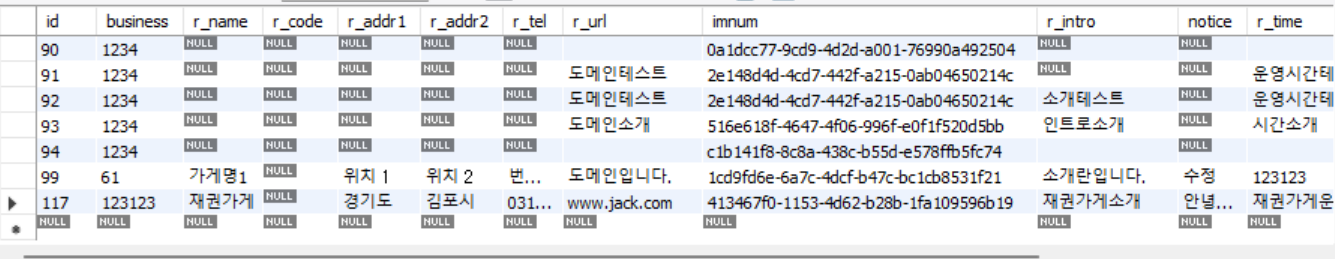 id business r_name r_code r_addr1 r_addr2 r_tel r_url imnum r_intro notice r_time
90 1234 NULL NULL NULL NULL NULL 0a1dcc77-9cd9-4d2d-a001-76990a492504 NULL NULL
91 1234 NULL NULL NULL NULL NULL 도메인테스트 2e148d4d-4cd7-442f-a215-0ab04650214c NULL NULL 운영시간테
92 1234 NULL NULL NULL NULL NULL 도메인테스트 2e148d4d-4cd7-442f-a215-0ab04650214c 소개테스트 NULL 운영시간테
93 1234 NULL NULL NULL NULL NULL 도메인소개 516e618f-4647-4f06-996f-e0f1f520d5bb 인트로소개 NULL 시간소개
94 1234 NULL NULL NULL NULL NULL c1b141f8-8c8a-438c-b55d-e578ffb5fc74 NULL
99 61 가게명1 NULL 위치 1 위치 2 번... 도메인입니다. 1cd9fd6e-6a7c-4dcf-b47c-bc1cb8531f21 소개란입니다. 수정 123123
117 123123 재권가게 NULL 경기도 김포시 031... www.jack.com 413467f0-1153-4d62-b28b-1fa109596b19 재권가게소개 안녕... 재권가게운
NULL NULL NULL NULL NULL NULL NULL NULL NULL NULL NULL NULL